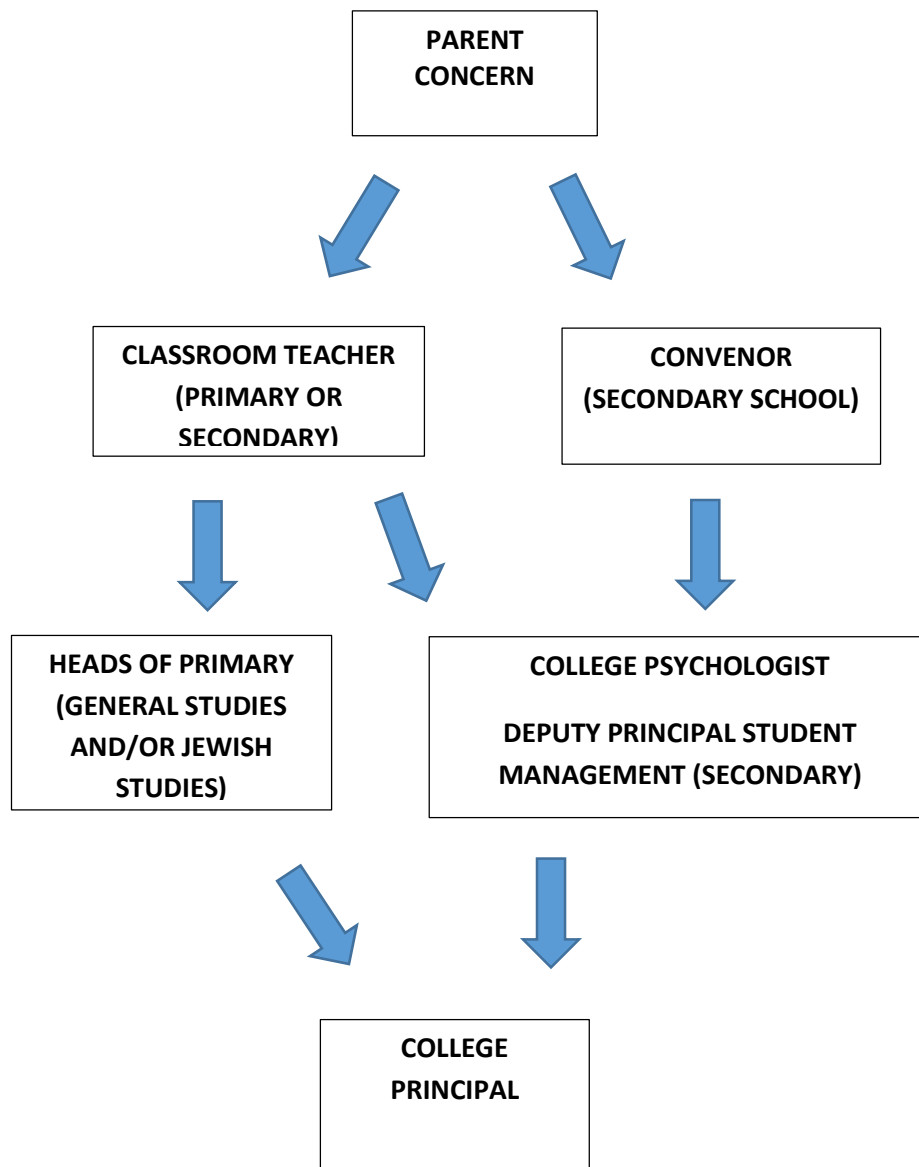 PARENT
CONCERN
CLASSROOM TEACHER
(PRIMARY OR
SECONDARY)
CONVENOR
(SECONDARY SCHOOL)
HEADS OF PRIMARY
(GENERAL STUDIES
AND/OR JEWISH
STUDIES)
COLLEGE PSYCHOLOGIST
DEPUTY PRINCIPAL STUDENT
MANAGEMENT (SECONDARY)
COLLEGE
PRINCIPAL